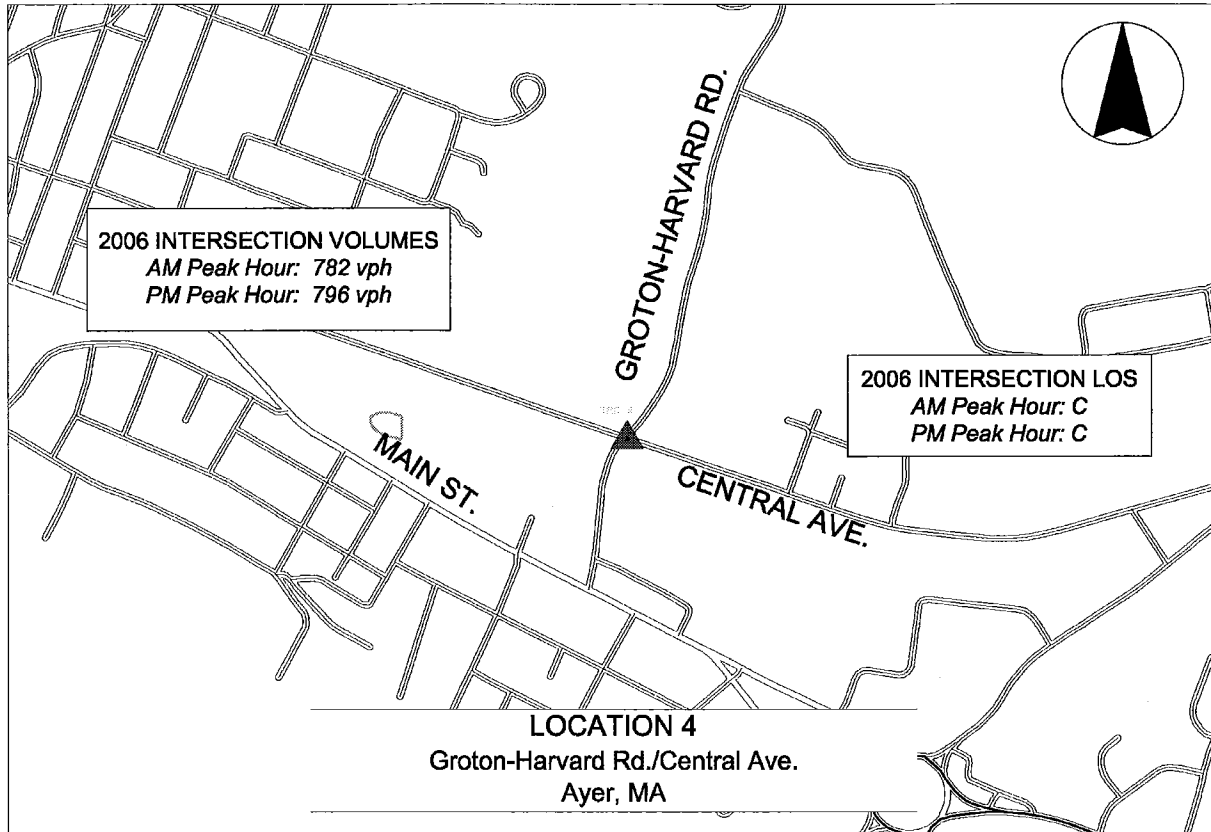 GROTON-HARVARD RD.
2006 INTERSECTION VOLUMES
AM Peak Hour: 782 vph
PM Peak Hour: 796 vph
2006 INTERSECTION LOS
AM Peak Hour: C
PM Peak Hour: C
MAIN ST.
CENTRAL AVE.
LOCATION 4
Groton-Harvard Rd./Central Ave.
Ayer, MA